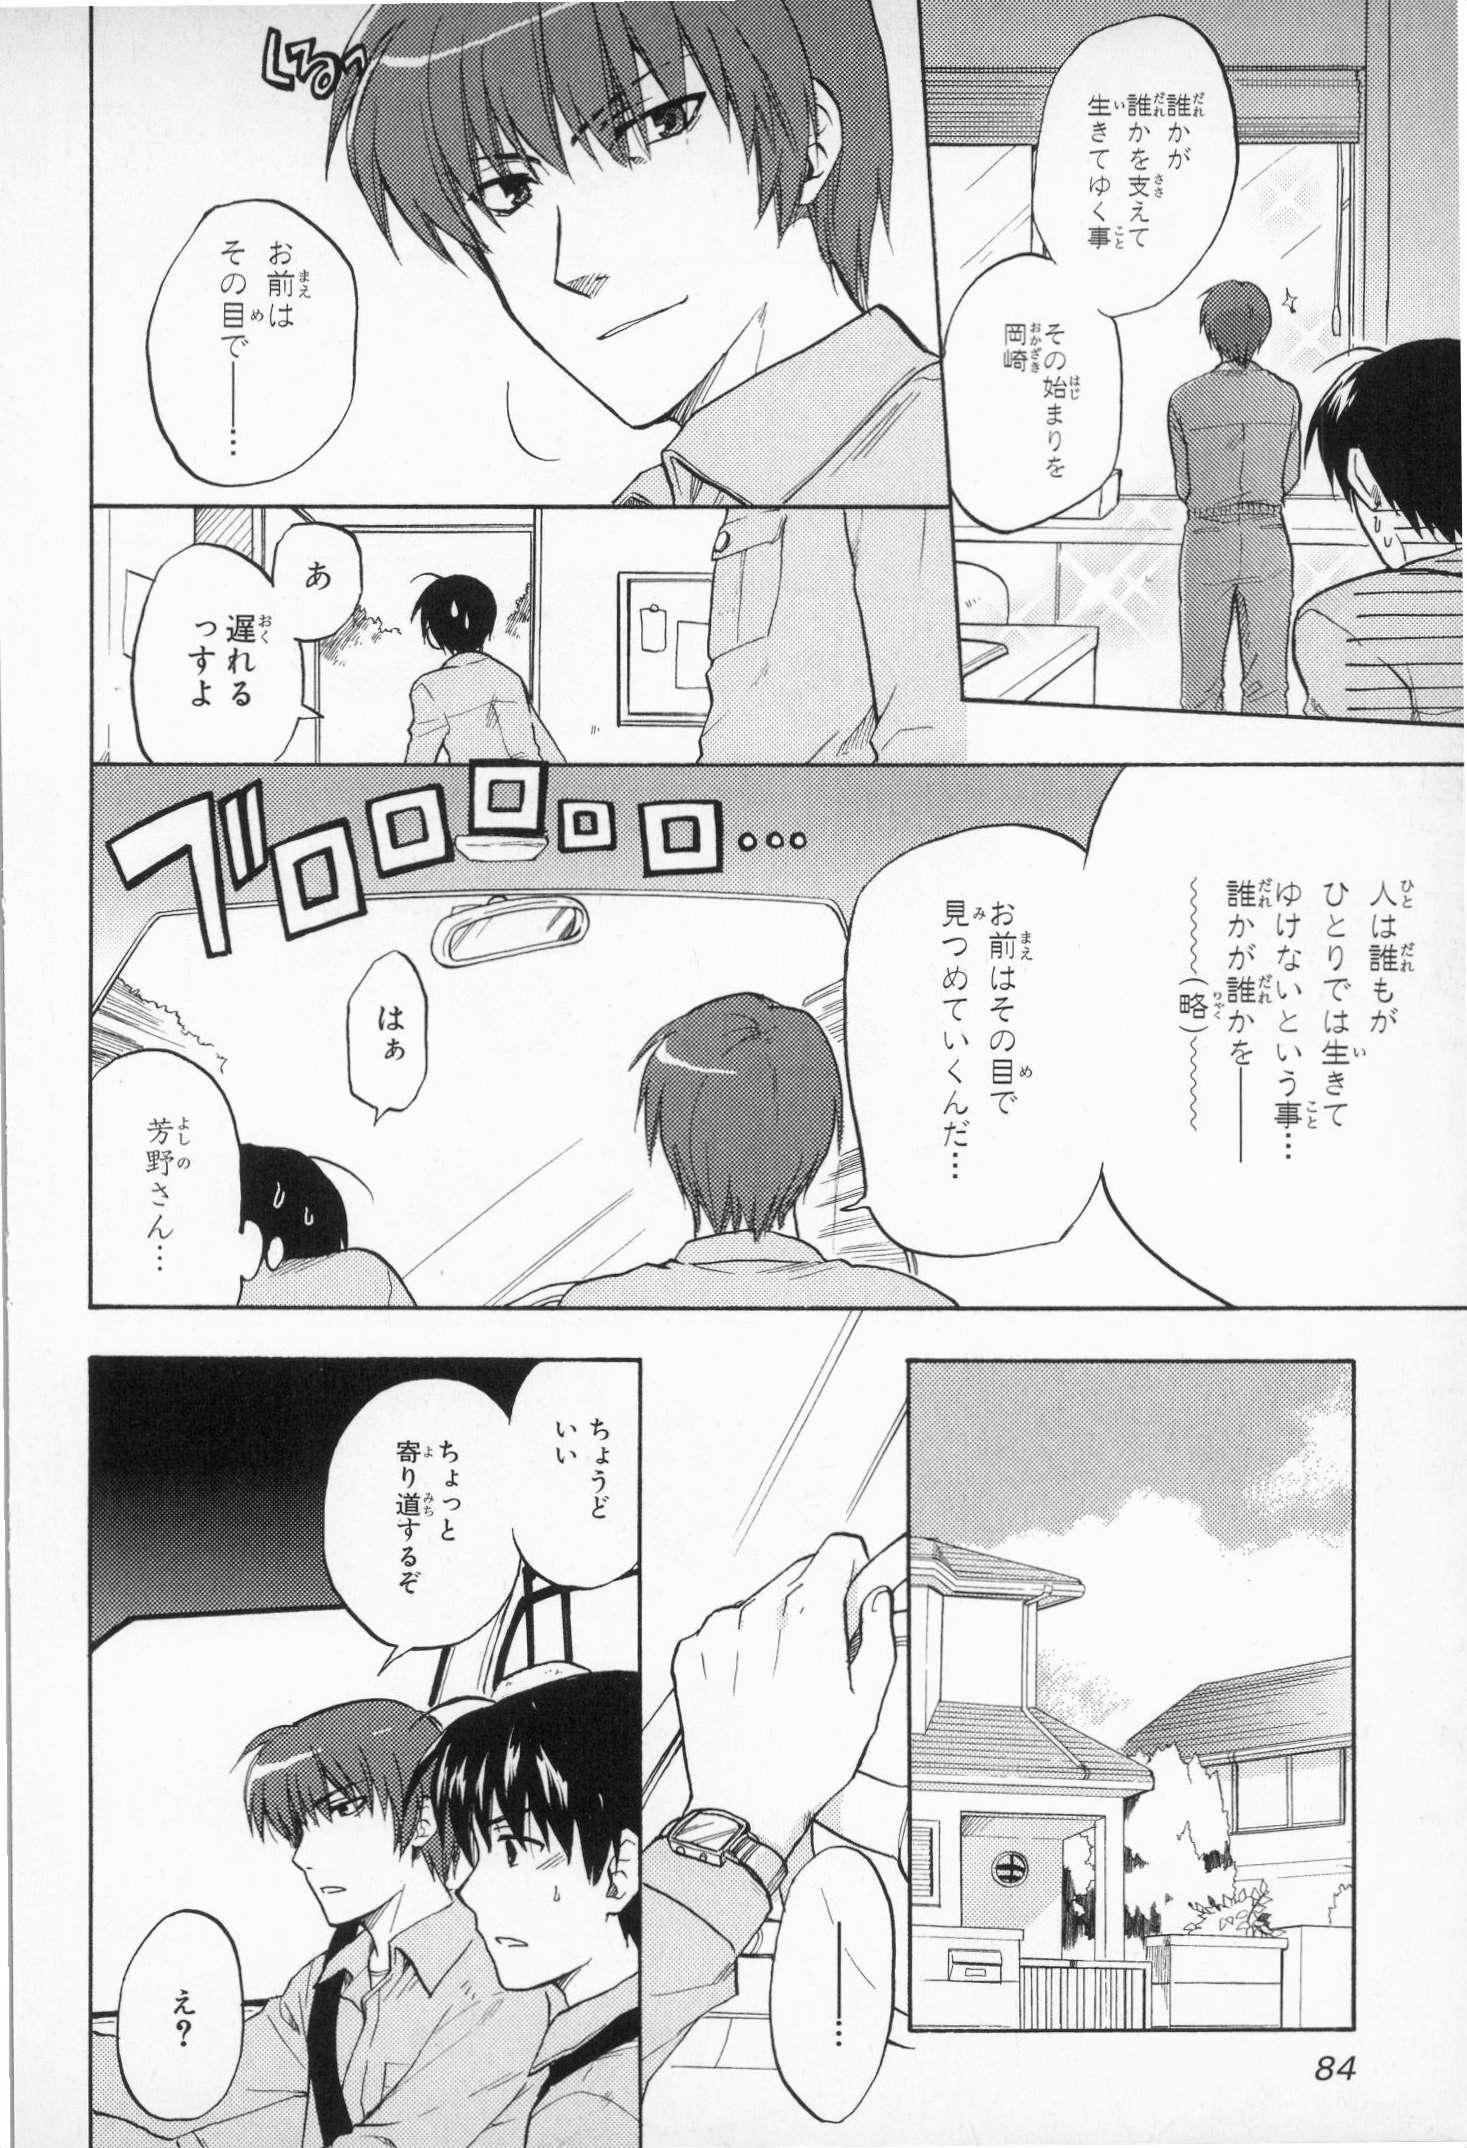 誰かが
誰かを支えて
生きてゆく事
その始まりを
岡崎
くるっ
お前は
その目で――…
あ
遅れる
っすよ
人は誰もが
ひとりでは生きて
ゆけないという事…
誰かが誰かを――
～～～(略)～～～
お前はその目で
見つめていくんだ…
ブロロロロロ…
はぁ
芳野さん…
――…
ちょうど
いい
ちょっと
寄り道するぞ
え?
84